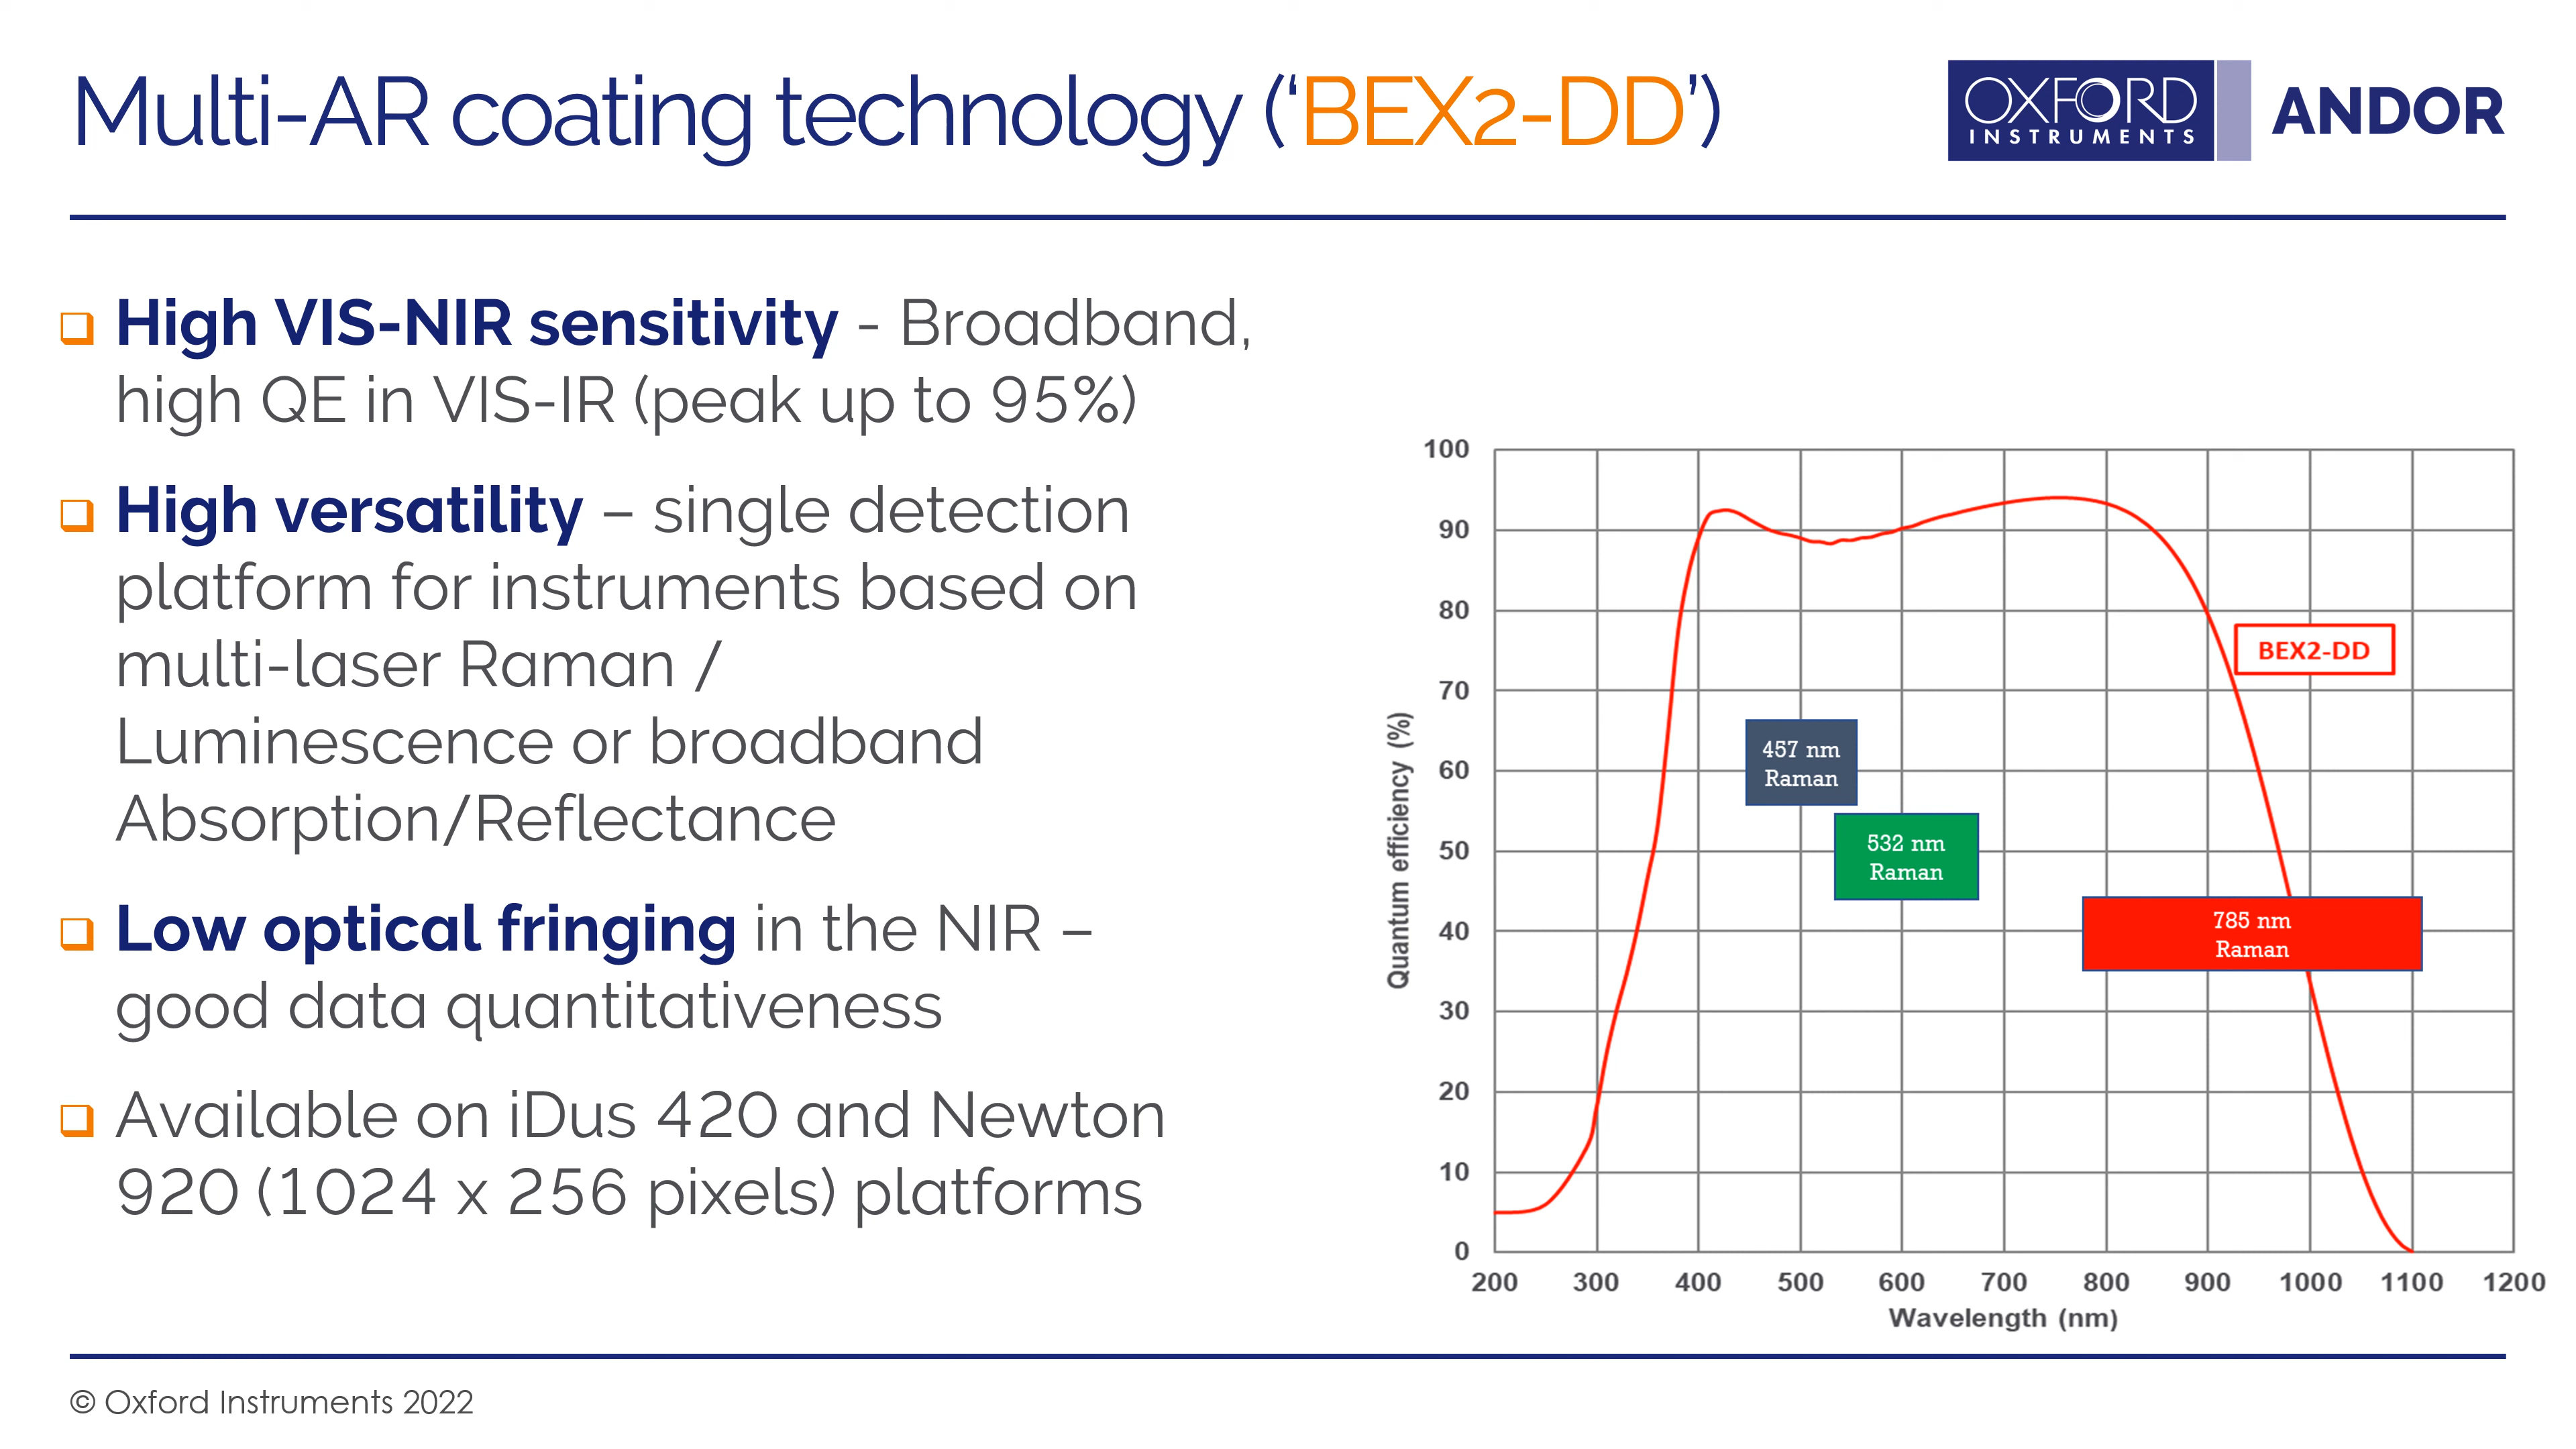 Multi-AR coating technology (‘BEX2-DD’)
OXFORD
INSTRUMENTS
ANDOR
High VIS-NIR sensitivity - Broadband,
high QE in VIS-IR (peak up to 95%)
High versatility – single detection
platform for instruments based on
multi-laser Raman /
Luminescence or broadband
Absorption/Reflectance
Low optical fringing in the NIR –
good data quantitativeness
Available on iDus 420 and Newton
920 (1024 x 256 pixels) platforms
Quantum efficiency (%)
100
90
80
70
60
50
40
30
20
10
0
BEX2-DD
457 nm
Raman
532 nm
Raman
785 nm
Raman
200 300 400 500 600 700 800 900 1000 1100 1200
Wavelength (nm)
© Oxford Instruments 2022